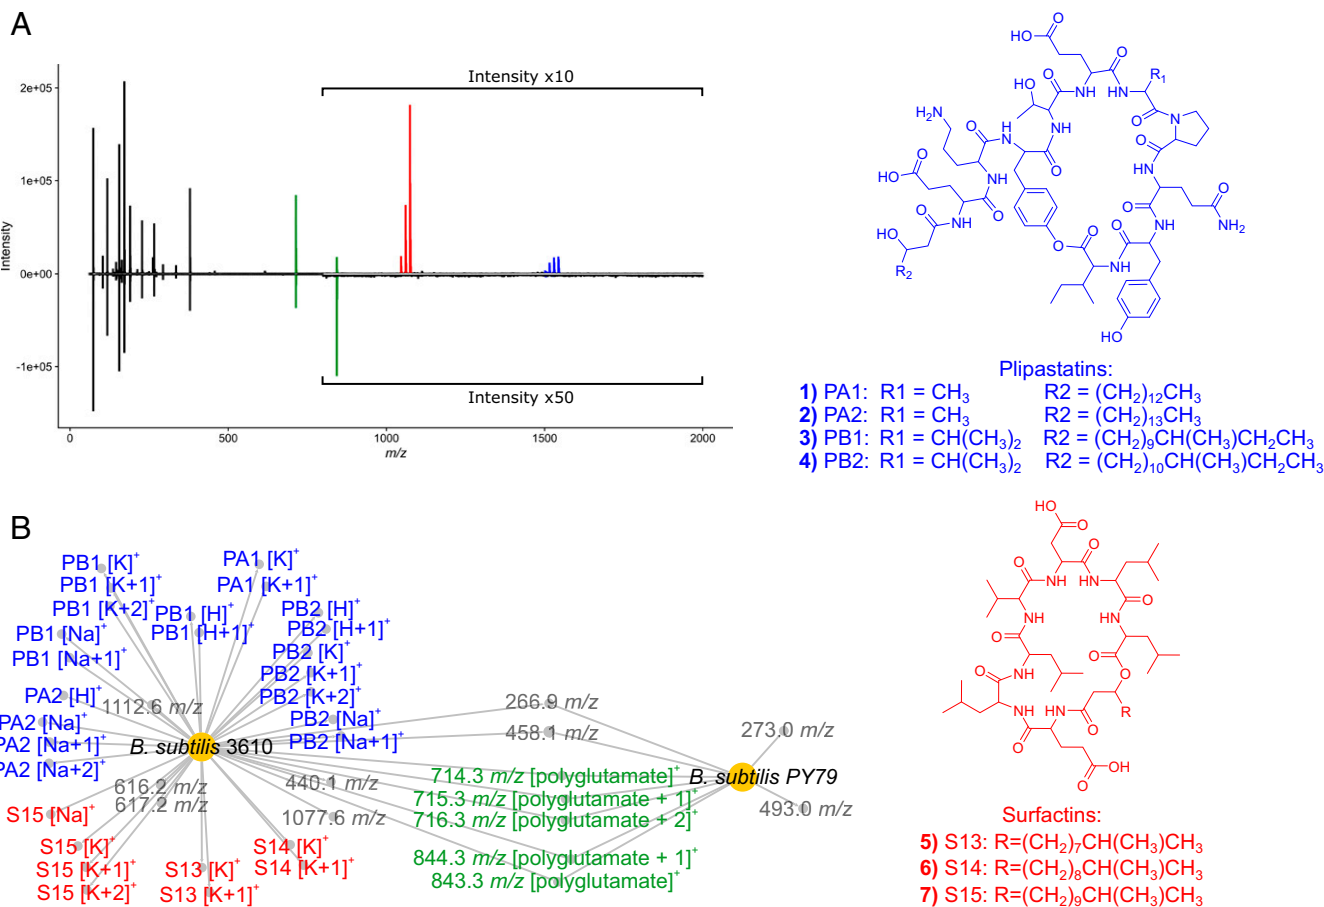 A
Intensity x10
2e+05
1e+05
0e+00
-1e+05
Intensity
Intensity x50
0 500 1000 1500 2000
m/z
HO
O
O
R1
HO
O
NH
HN
O
N
H2N
O
H
N
NH
O
O
HN
O
HO
O
NH
O
NH2
O
NH
O
O
NH
HO
R2
O
O
O
NH
HO
Plipastatins:
1) PA1: R1 = CH3 R2 = (CH2)12CH3
2) PA2: R1 = CH3 R2 = (CH2)13CH3
3) PB1: R1 = CH(CH3)2 R2 = (CH2)9CH(CH3)CH2CH3
4) PB2: R1 = CH(CH3)2 R2 = (CH2)10CH(CH3)CH2CH3
B
PB1 [K]+
PB1 [K+1]+
PB1 [K+2]+
PA1 [K]+
PA1 [K+1]+
PB1 [H]+
PB1 [H+1]+
PB2 [H]+
PB2 [H+1]+
PB2 [K]+
PB2 [K+1]+
PB2 [K+2]+
PB2 [Na]+
PB2 [Na+1]+
PB1 [Na]+
PB1 [Na+1]+
PA2 [H]+
1112.6 m/z
PA2 [Na]+
PA2 [Na+1]+
PA2 [Na+2]+
B. subtilis 3610
266.9 m/z
458.1 m/z
273.0 m/z
B. subtilis PY79
493.0 m/z
714.3 m/z [polyglutamate]+
715.3 m/z [polyglutamate + 1]+
716.3 m/z [polyglutamate + 2]+
844.3 m/z [polyglutamate + 1]+
843.3 m/z [polyglutamate]+
616.2 m/z
617.2 m/z
440.1 m/z
1077.6 m/z
S15 [Na]+
S15 [K]+
S15 [K+1]+
S15 [K+2]+
S13 [K]+
S13 [K+1]+
S14 [K]+
S14 [K+1]+
HO
O
O
O
NH
HN
O
NH
HN
O
O
O
NH
O
O
NH
HN
O
R
O
O
OH
Surfactins:
5) S13: R=(CH2)7CH(CH3)CH3
6) S14: R=(CH2)8CH(CH3)CH3
7) S15: R=(CH2)9CH(CH3)CH3